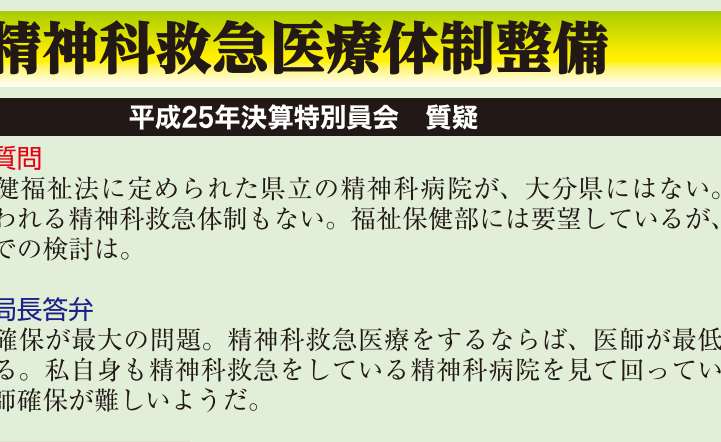 精神科救急医療体制整備
平成25年決算特別員会　質疑
質問
健福祉法に定められた県立の精神科病院が、大分県にはない。
われる精神科救急体制もない。福祉保健部には要望しているが、
での検討は。
局長答弁
確保が最大の問題。精神科救急医療をするならば、医師が最低
る。私自身も精神科救急をしている精神科病院を見て回ってい
師確保が難しいようだ。